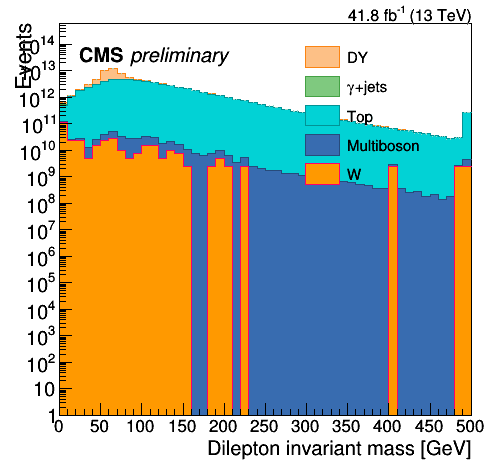 41.8 fb⁻¹ (13 TeV)
Events
CMS preliminary
DY
γ+jets
Top
Multiboson
W
10¹⁴
10¹³
10¹²
10¹¹
10¹⁰
10⁹
10⁸
10⁷
10⁶
10⁵
10⁴
10³
10²
10
1
0 50 100 150 200 250 300 350 400 450 500
Dilepton invariant mass [GeV]